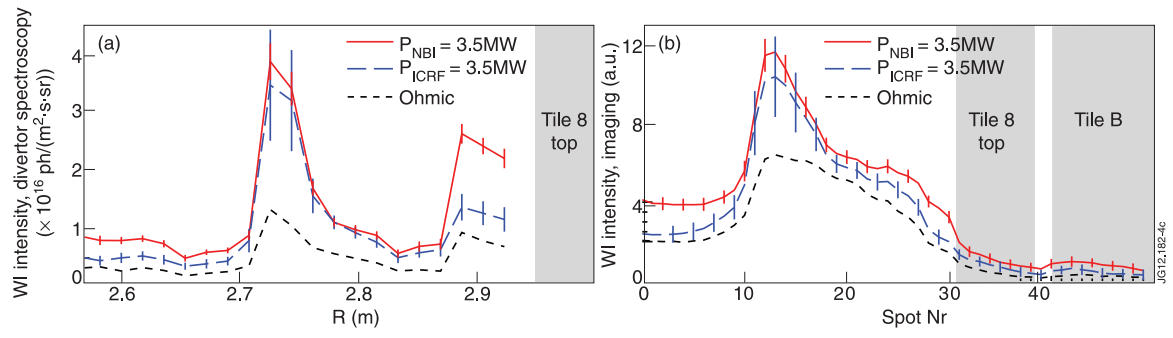 WI intensity, divertor spectroscopy
(× 10¹⁶ ph/(m²·s·sr))
4
3
2
1
0
(a)
P_NBI = 3.5MW
P_ICRF = 3.5MW
Ohmic
Tile 8
top
2.6
2.7
2.8
2.9
R (m)
WI intensity, imaging (a.u.)
12
8
4
0
(b)
P_NBI = 3.5MW
P_ICRF = 3.5MW
Ohmic
Tile 8
top
Tile B
0
10
20
30
40
Spot Nr
JG12.182-4c